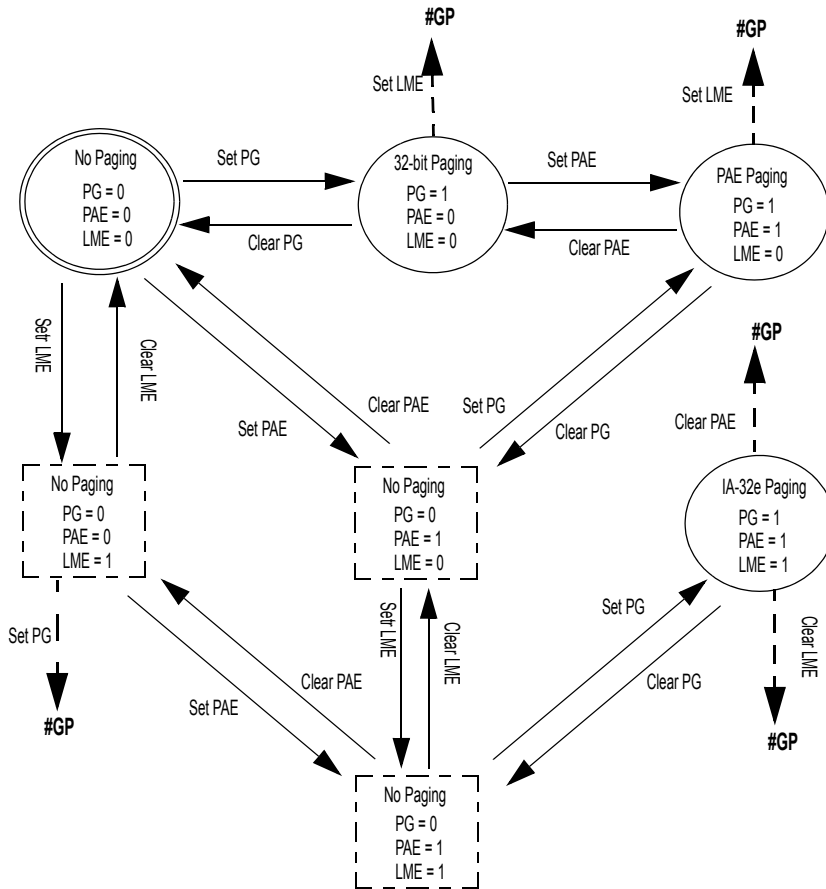 #GP
#GP
Set LME
Set LME
No Paging
PG = 0
PAE = 0
LME = 0
Set PG
Clear PG
32-bit Paging
PG = 1
PAE = 0
LME = 0
Set PAE
Clear PAE
PAE Paging
PG = 1
PAE = 1
LME = 0
Setr LME
Clear LME
Set PAE
Clear PAE
Set PG
Clear PG
#GP
Clear PAE
No Paging
PG = 0
PAE = 0
LME = 1
No Paging
PG = 0
PAE = 1
LME = 0
IA-32e Paging
PG = 1
PAE = 1
LME = 1
Set PG
#GP
Set PAE
Clear PAE
Setr LME
Clear LME
Set PG
Clear PG
Clear LME
#GP
No Paging
PG = 0
PAE = 1
LME = 1